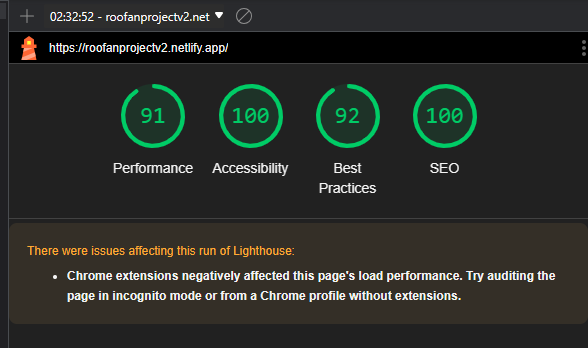 02:32:52 - roofanprojectv2.net
https://roofanprojectv2.netlify.app/
91 100 92 100
Performance Accessibility Best Practices SEO
There were issues affecting this run of Lighthouse:
• Chrome extensions negatively affected this page's load performance. Try auditing the
page in incognito mode or from a Chrome profile without extensions.